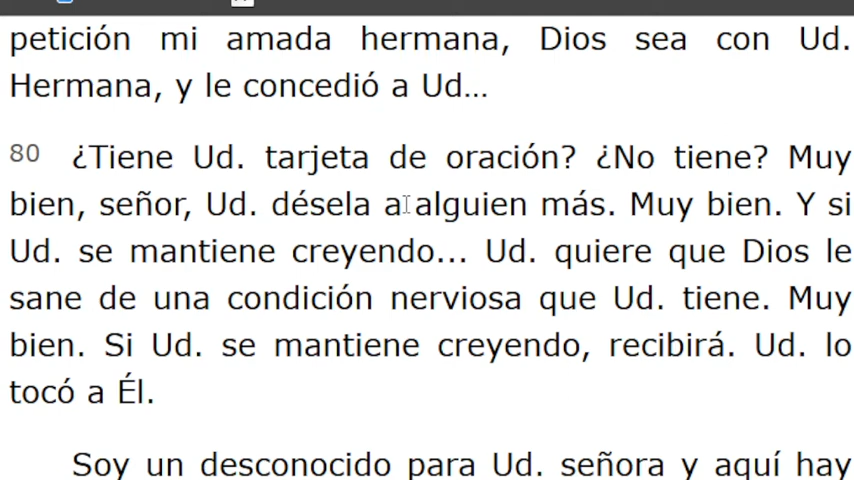 petición mi amada hermana, Dios sea con Ud.
Hermana, y le concedió a Ud...
80 ¿Tiene Ud. tarjeta de oración? ¿No tiene? Muy
bien, señor, Ud. désela a alguien más. Muy bien. Y si
Ud. se mantiene creyendo... Ud. quiere que Dios le
sane de una condición nerviosa que Ud. tiene. Muy
bien. Si Ud. se mantiene creyendo, recibirá. Ud. lo
tocó a Él.
Soy un desconocido para Ud. señora y aquí hay